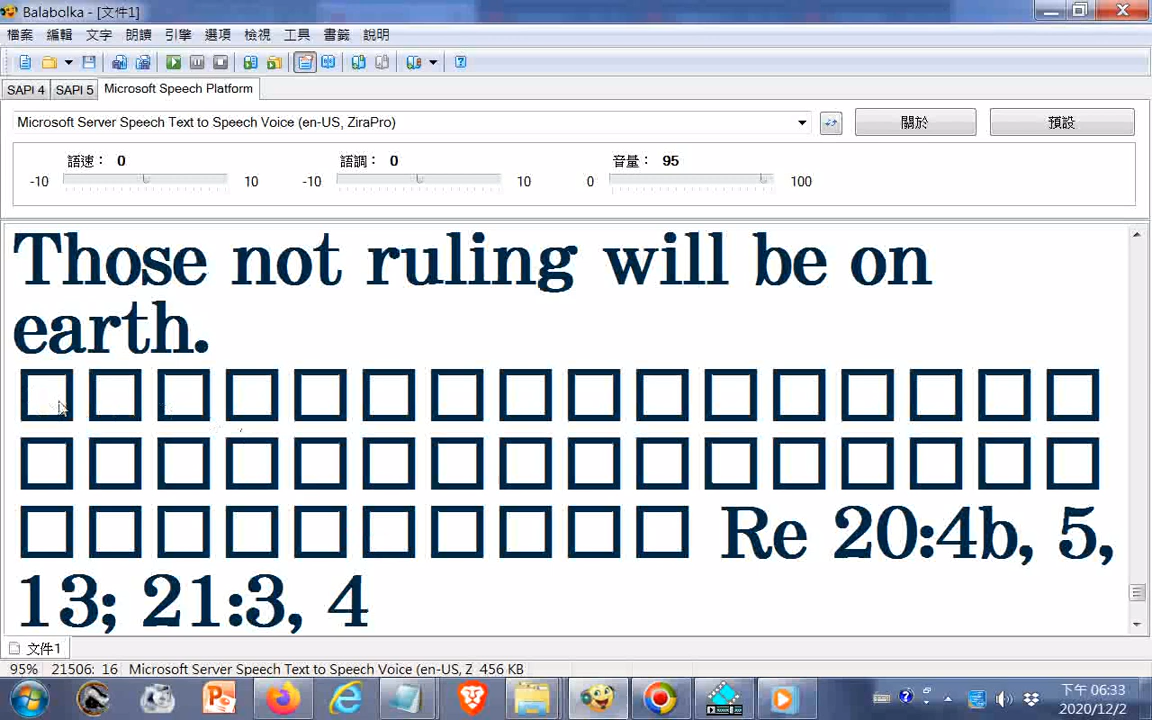 Balabolka - [文件1]
檔案 編輯 文字 朗讀 引擎 選項 檢視 工具 書籤 說明
SAPI 4 SAPI 5 Microsoft Speech Platform
Microsoft Server Speech Text to Speech Voice (en-US, ZiraPro) 關於 預設
語速： 0 語調： 0 音量： 95
-10 10 -10 10 0 100
Those not ruling will be on
earth.
□□□□□□□□□□□□□□□□
□□□□□□□□□□□□□□□□
□□□□□□□□□□ Re 20:4b, 5,
13; 21:3, 4
文件1
95% 21506: 16 Microsoft Server Speech Text to Speech Voice (en-US, Z 456 KB
下午 06:33
2020/12/2